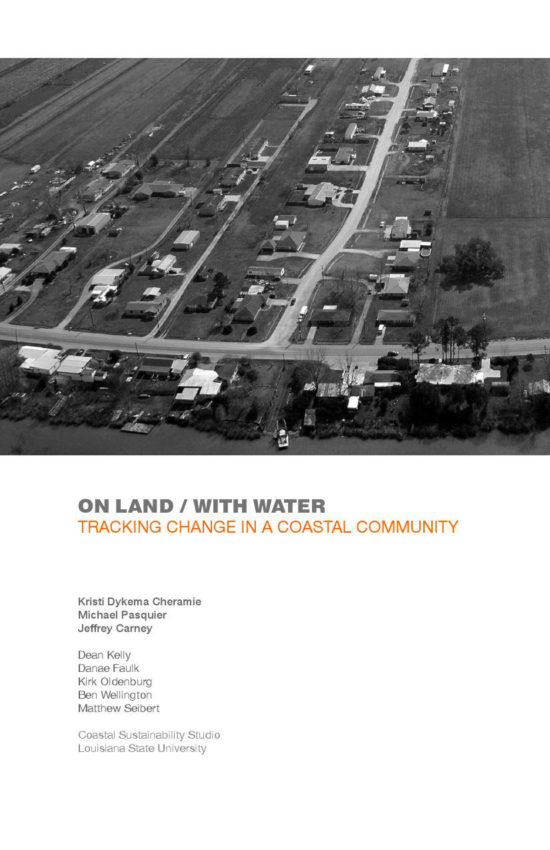 ON LAND / WITH WATER
TRACKING CHANGE IN A COASTAL COMMUNITY
Kristi Dykema Cheramie
Michael Pasquier
Jeffrey Carney
Dean Kelly
Danae Faulk
Kirk Oldenburg
Ben Wellington
Matthew Seibert
Coastal Sustainability Studio
Louisiana State University